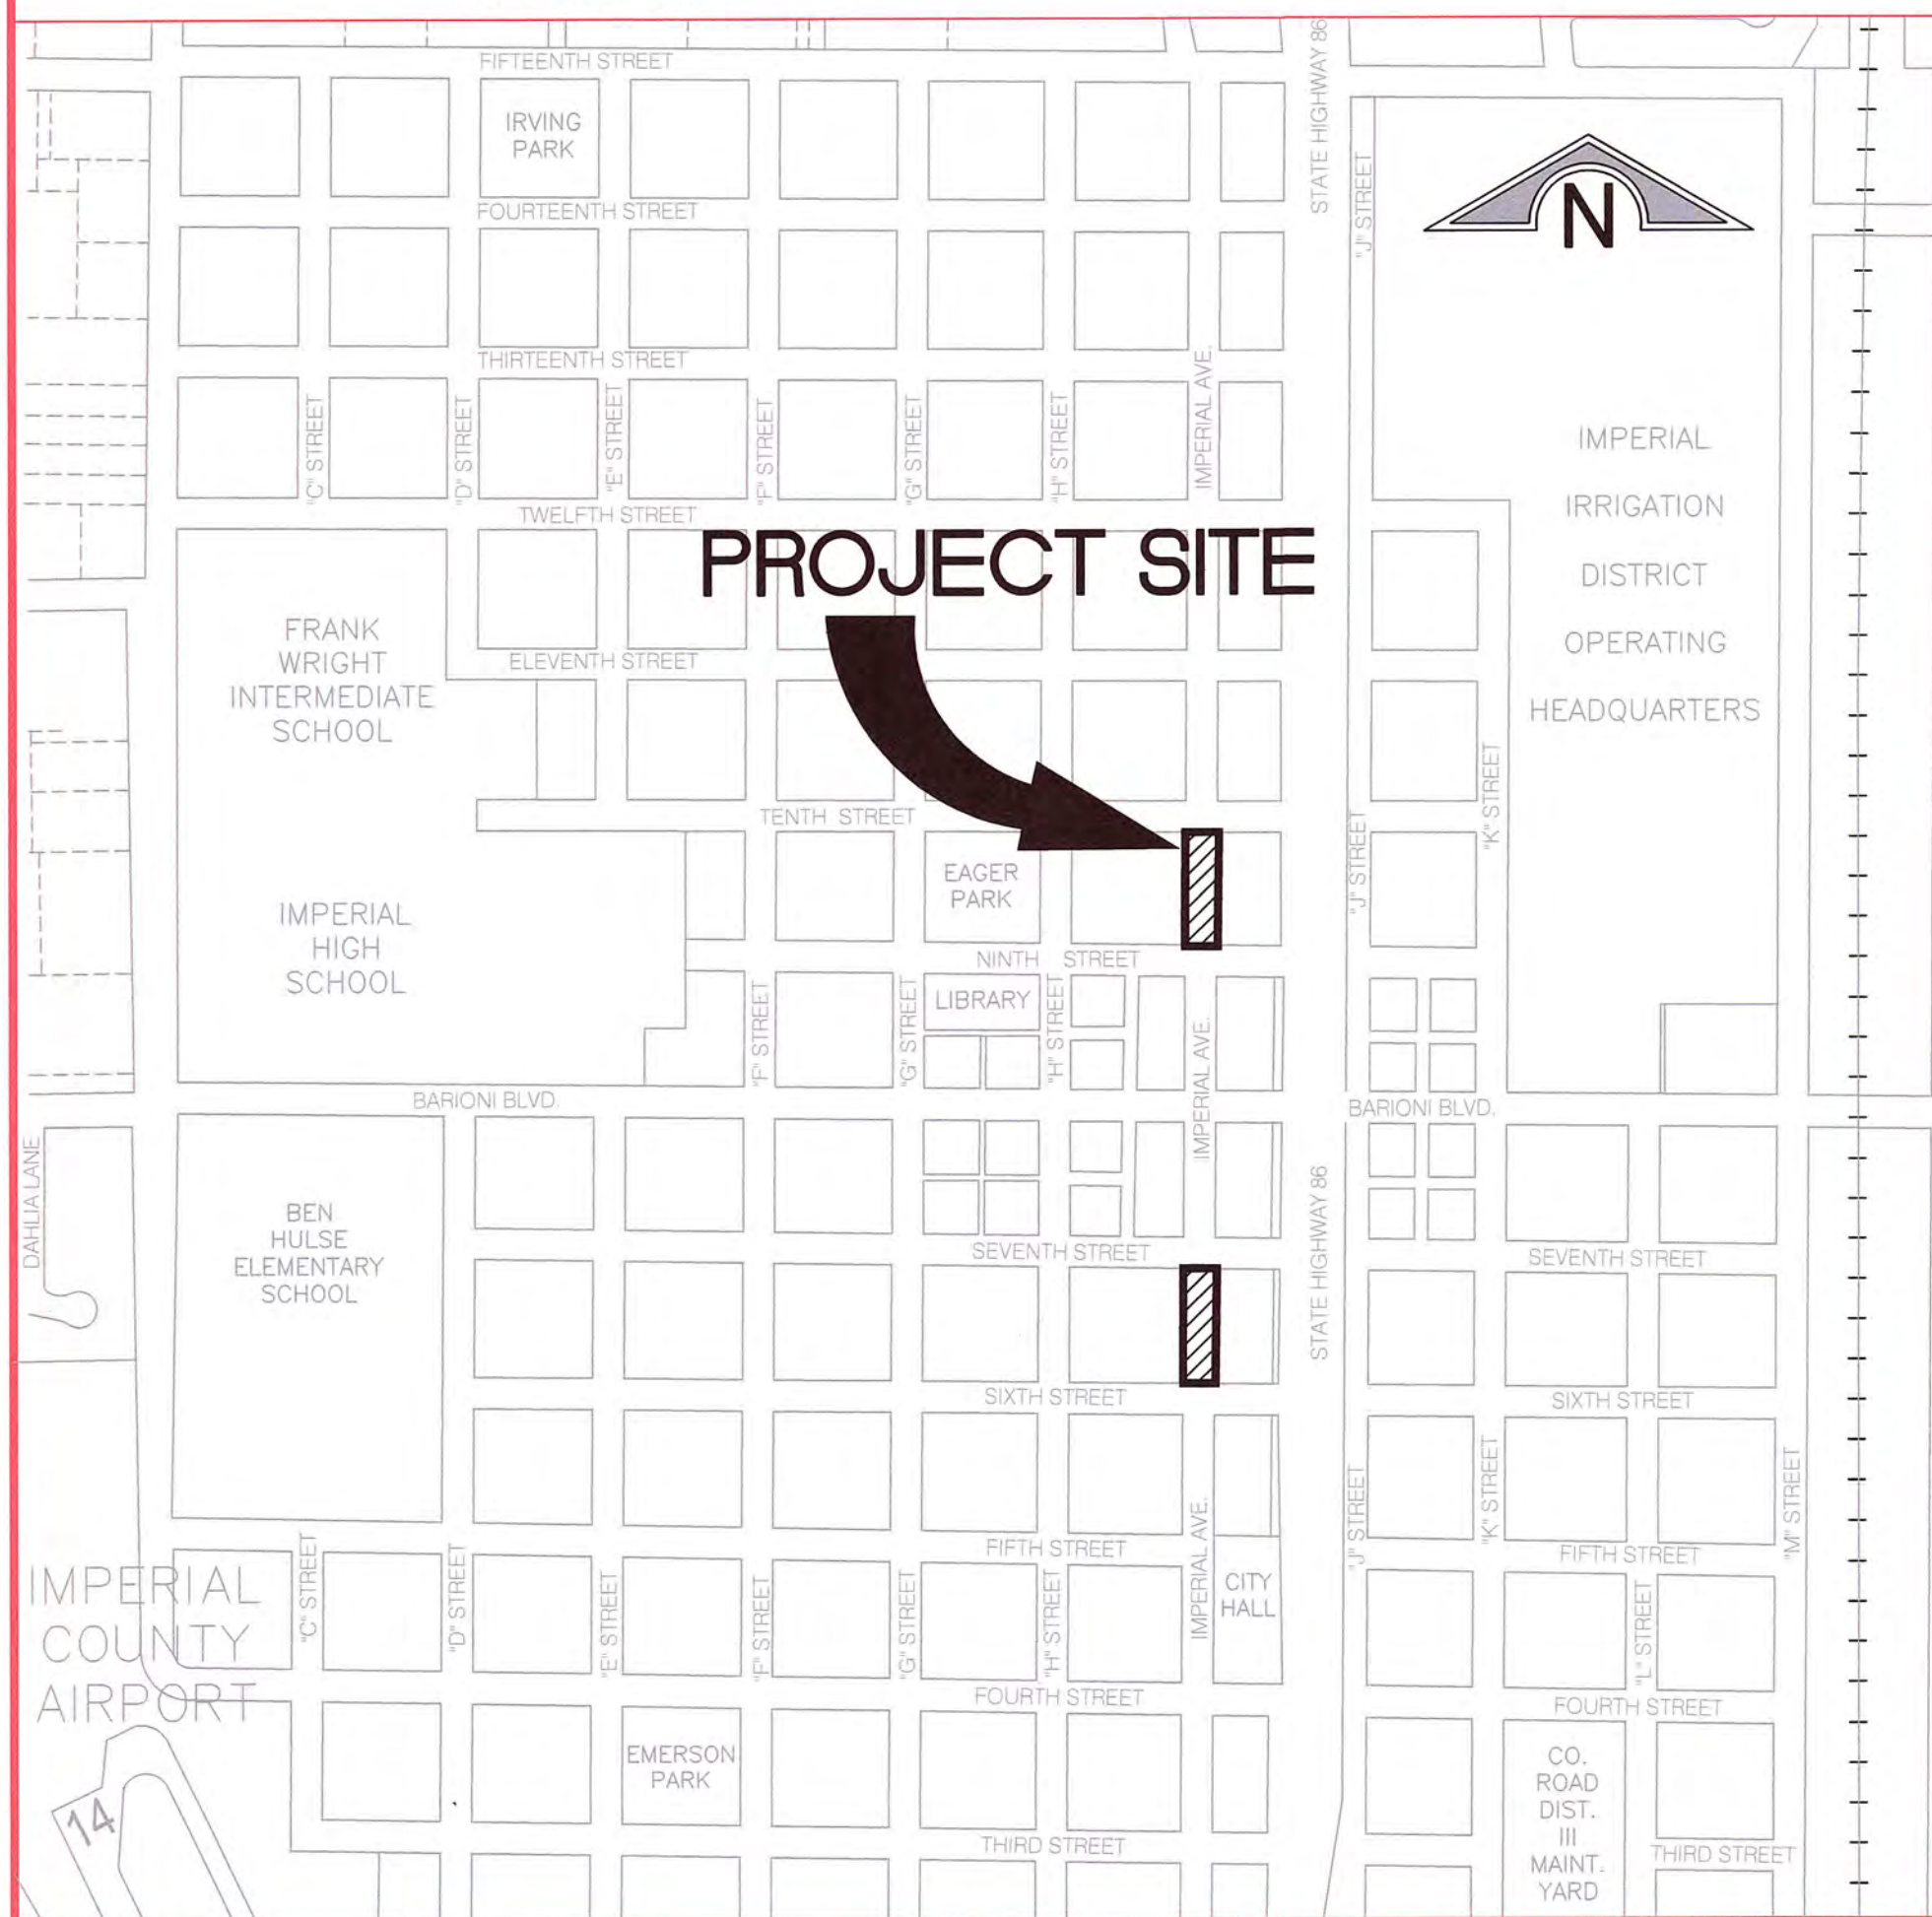 FIFTEENTH STREET
STATE HIGHWAY 86
IRVING
PARK
N
FOURTEENTH STREET
"J" STREET
THIRTEENTH STREET
IMPERIAL AVE.
"C" STREET
"D" STREET
"E" STREET
"F" STREET
"G" STREET
"H" STREET
IMPERIAL
IRRIGATION
DISTRICT
OPERATING
HEADQUARTERS
TWELFTH STREET
PROJECT SITE
FRANK
WRIGHT
INTERMEDIATE
SCHOOL
ELEVENTH STREET
"K" STREET
TENTH STREET
"J" STREET
EAGER
PARK
IMPERIAL
HIGH
SCHOOL
NINTH STREET
LIBRARY
"F" STREET
"G" STREET
"H" STREET
IMPERIAL AVE.
BARIONI BLVD.
BARIONI BLVD.
DAHLIA LANE
STATE HIGHWAY 86
BEN
HULSE
ELEMENTARY
SCHOOL
SEVENTH STREET
SEVENTH STREET
SIXTH STREET
SIXTH STREET
"J" STREET
"K" STREET
"M" STREET
IMPERIAL AVE.
FIFTH STREET
FIFTH STREET
IMPERIAL
COUNTY
AIRPORT
"C" STREET
"D" STREET
"E" STREET
"F" STREET
"G" STREET
"H" STREET
CITY
HALL
"L" STREET
FOURTH STREET
FOURTH STREET
EMERSON
PARK
CO.
ROAD
DIST.
III
MAINT.
YARD
14
THIRD STREET
THIRD STREET